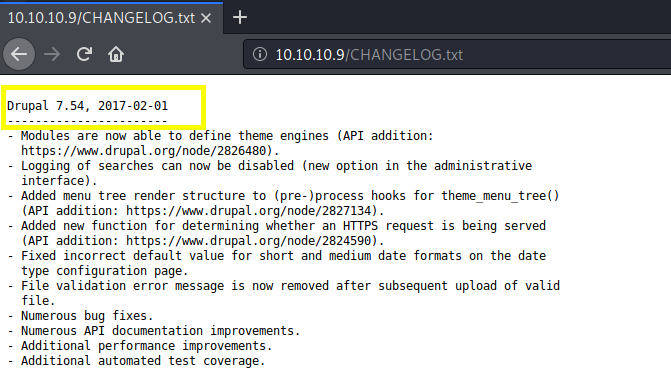 10.10.10.9/CHANGELOG.txt
10.10.10.9/CHANGELOG.txt
Drupal 7.54, 2017-02-01
-----------------------
- Modules are now able to define theme engines (API addition:
https://www.drupal.org/node/2826480).
- Logging of searches can now be disabled (new option in the administrative
interface).
- Added menu tree render structure to (pre-)process hooks for theme_menu_tree()
(API addition: https://www.drupal.org/node/2827134).
- Added new function for determining whether an HTTPS request is being served
(API addition: https://www.drupal.org/node/2824590).
- Fixed incorrect default value for short and medium date formats on the date
type configuration page.
- File validation error message is now removed after subsequent upload of valid
file.
- Numerous bug fixes.
- Numerous API documentation improvements.
- Additional performance improvements.
- Additional automated test coverage.